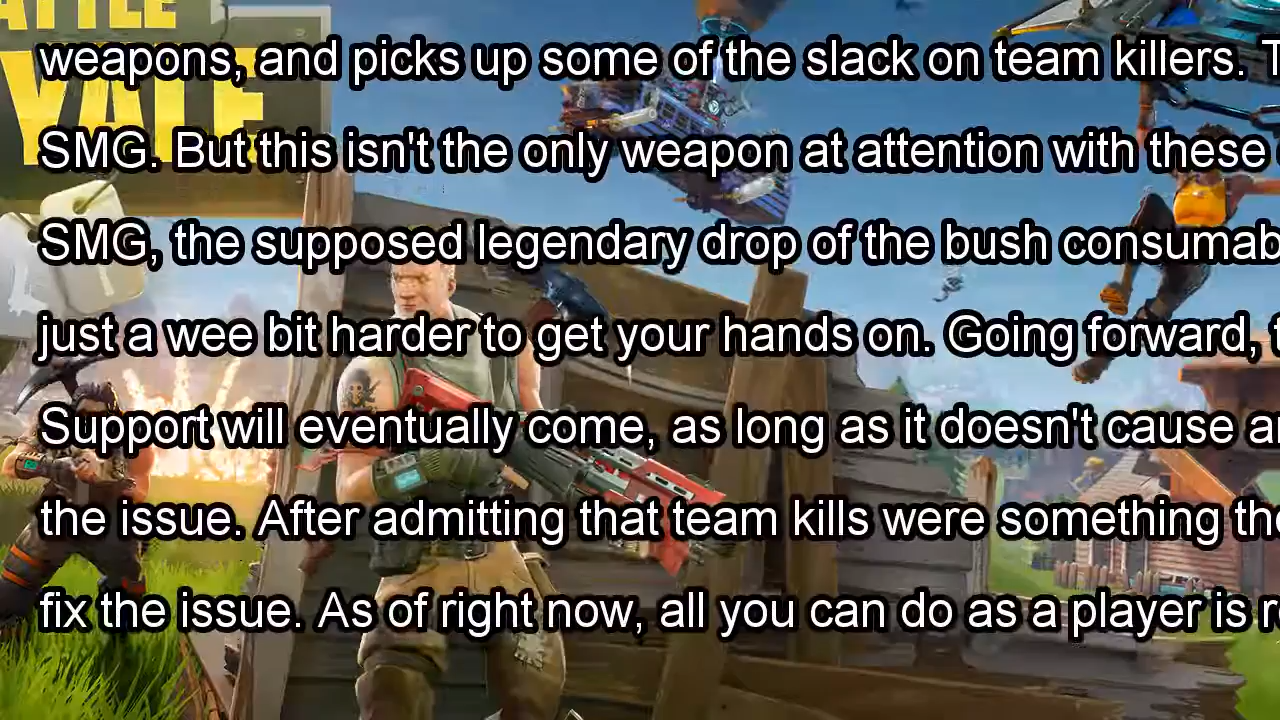 YALE
weapons, and picks up some of the slack on team killers.
SMG. But this isn't the only weapon at attention with these
SMG, the supposed legendary drop of the bush
just a wee bit harder to get your hands on. Going forward,
Support will eventually come, as long as it doesn't cause
the issue. After admitting that team kills were something
fix the issue. As of right now, all you can do as a player is